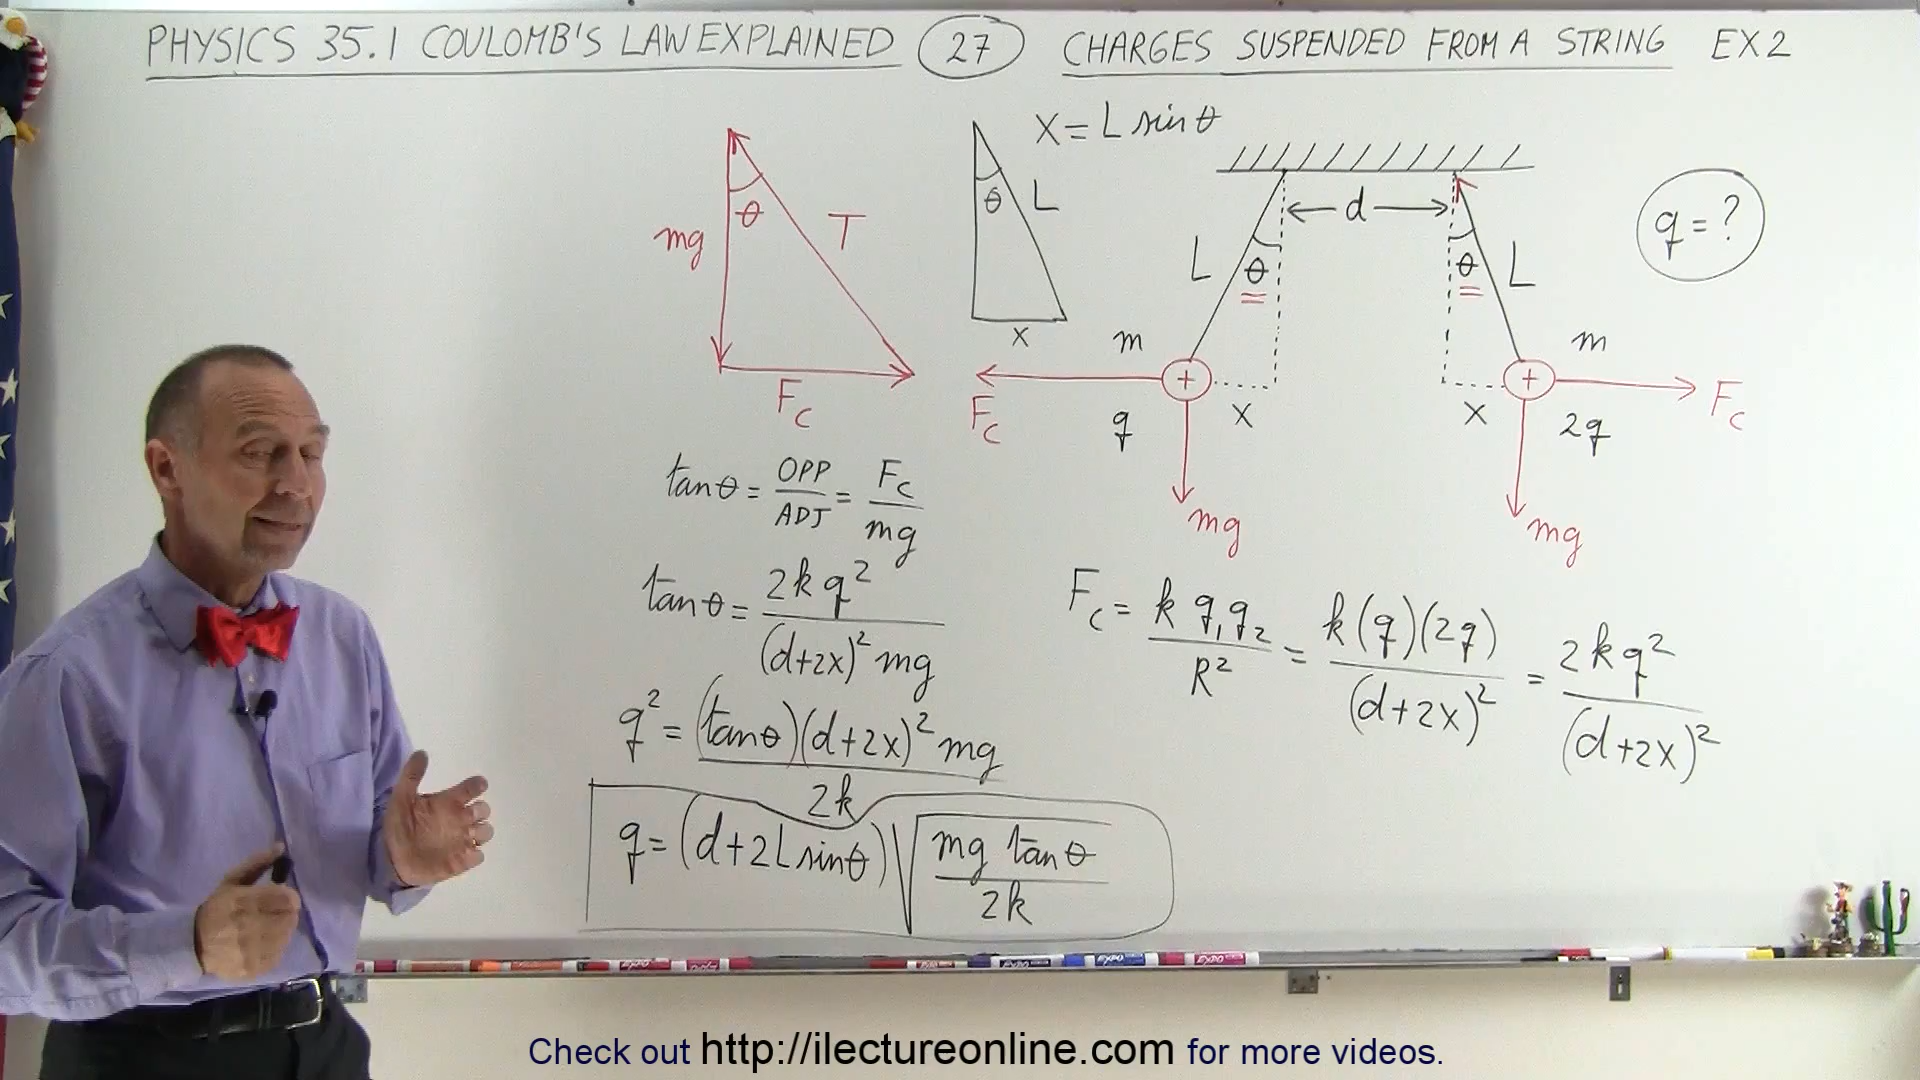 PHYSICS 35.1 COULOMB'S LAW EXPLAINED 27 CHARGES SUSPENDED FROM A STRING EX 2
mg
θ
T
F_C
x = L sin θ
θ
L
x
d
L
θ
θ
L
q = ?
m
m
+
+
F_C
F_C
q
x
x
2q
mg
mg
tan θ = OPP/ADJ = F_C/mg
tan θ = 2kq²/(d+2x)² mg
q² = (tan θ)(d+2x)² mg/2k
q = (d+2L sin θ) √(mg tan θ/2k)
F_C = k q₁q₂/R² = k(q)(2q)/(d+2x)² = 2kq²/(d+2x)²
Check out http://ilectureonline.com for more videos.